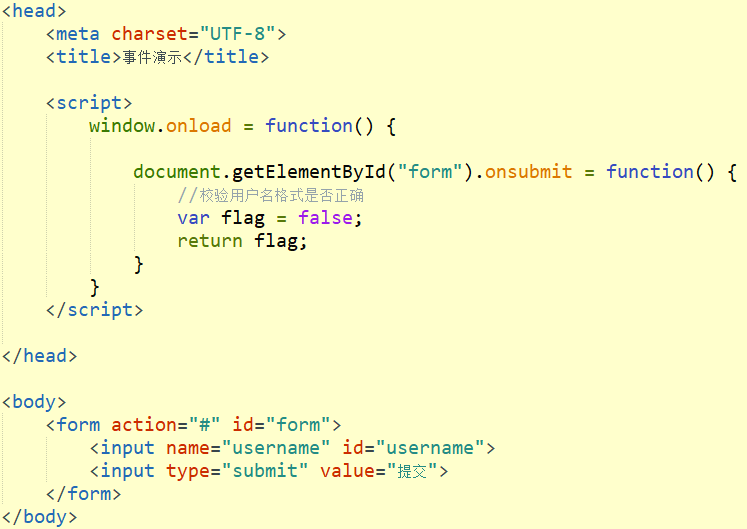 <head>
    <meta charset="UTF-8">
    <title>事件演示</title>
    <script>
        window.onload = function() {
            document.getElementById("form").onsubmit = function() {
                //校验用户名格式是否正确
                var flag = false;
                return flag;
            }
        }
    </script>
</head>
<body>
    <form action="#" id="form">
        <input name="username" id="username">
        <input type="submit" value="提交">
    </form>
</body>